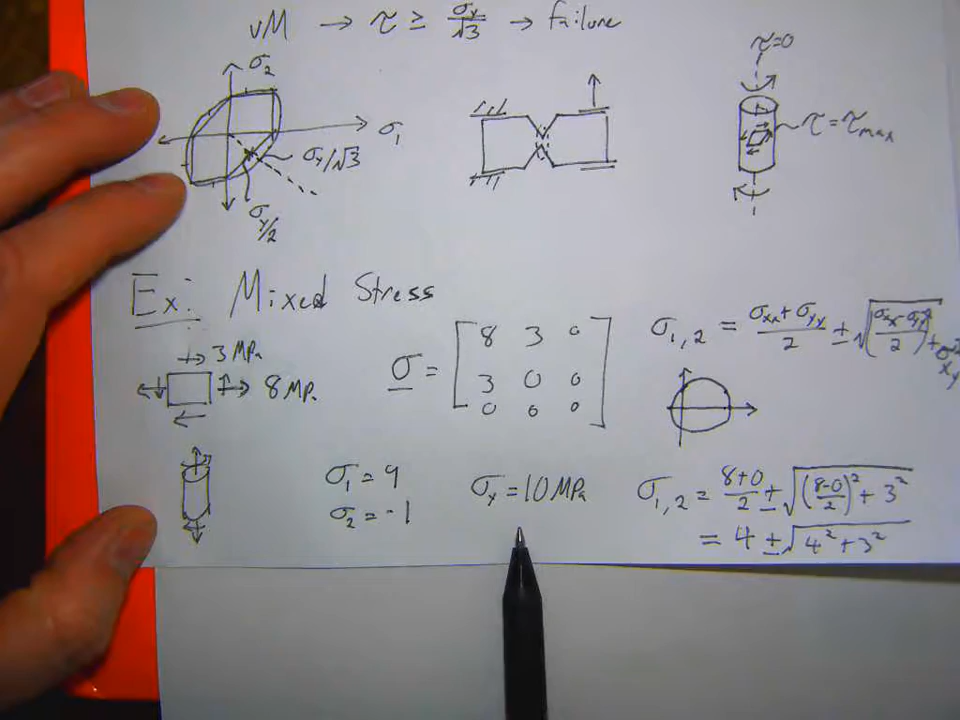 vM → τ ≥ σy/√3 → failure
σ2
σ1
σy/√3
σy/2
τ=0
τ=τmax
Ex: Mixed Stress
3 MPa
8 MPa
σ = [8 3 0
3 0 0
0 0 0]
σ1,2 = (σxx+σyy)/2 ± √((σxx-σyy)/2)² + σxy²
σ1 = 9
σ2 = -1
σy = 10 MPa
σ1,2 = (8+0)/2 ± √((8-0)/2)² + 3²
= 4 ± √4² + 3²